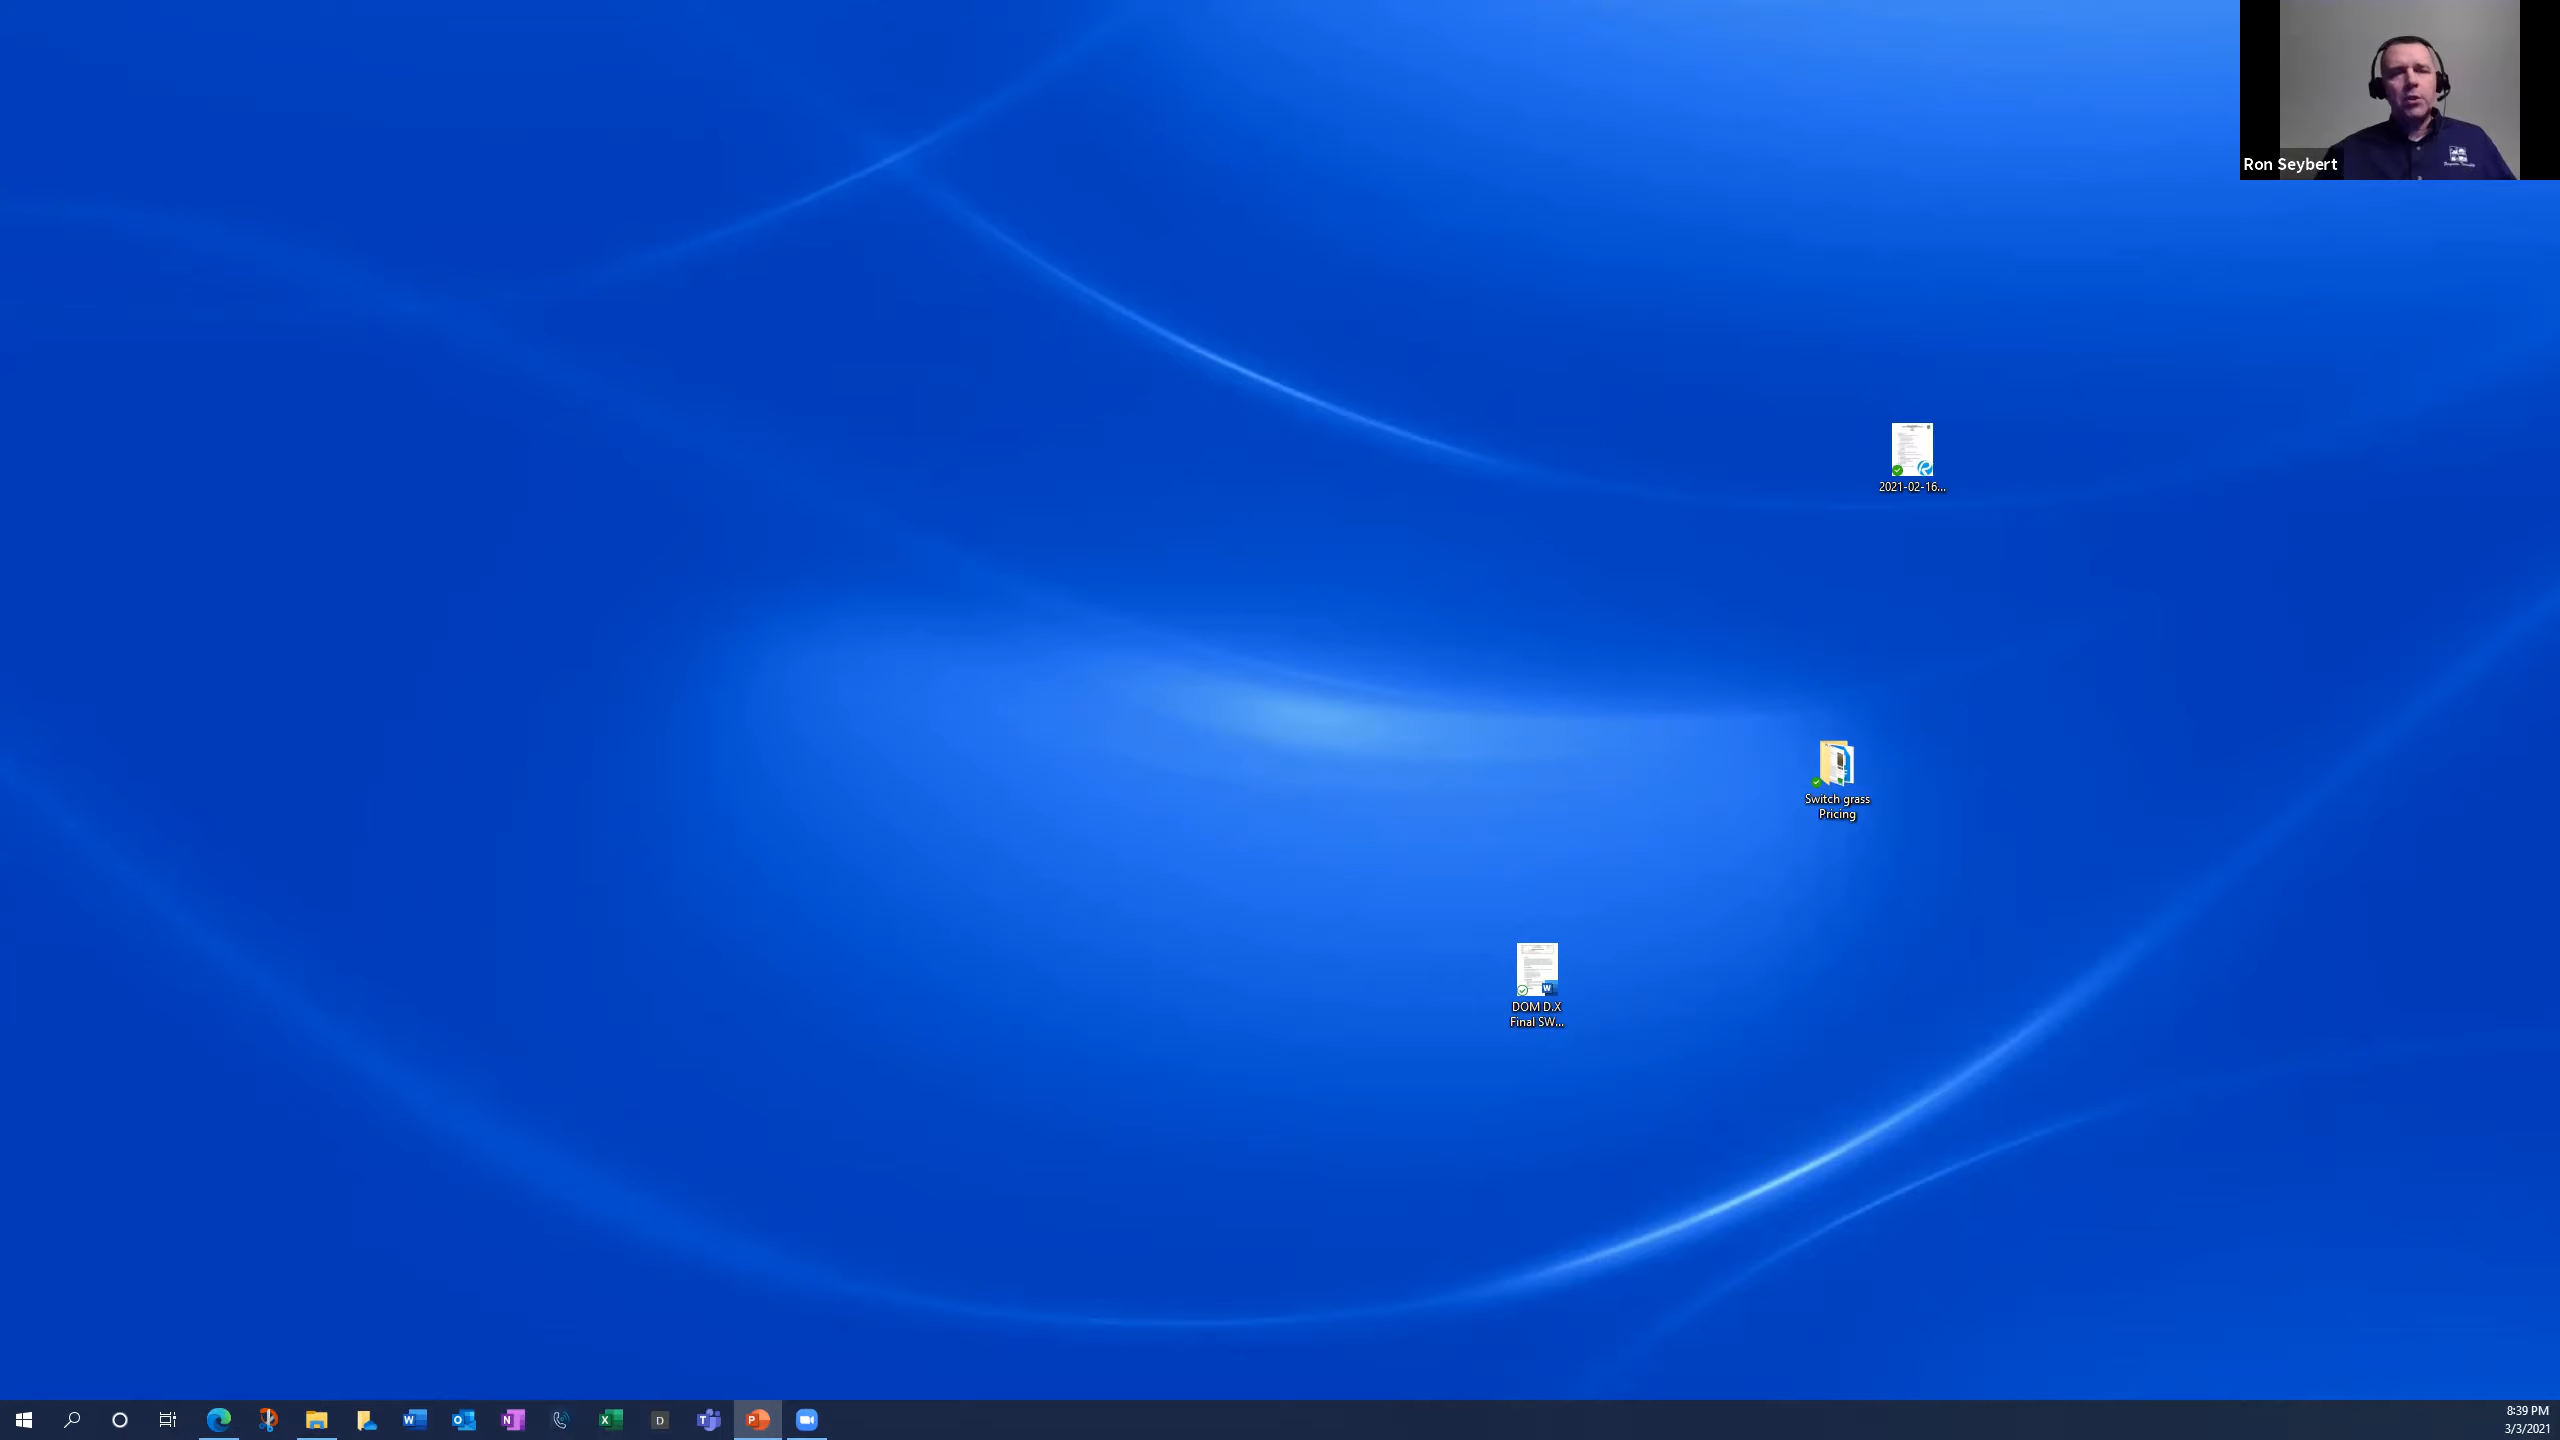 Ron Seybert
2021-02-16...
Switch grass
Pricing
DOM D.X
Final SW...
8:39 PM
3/3/2021